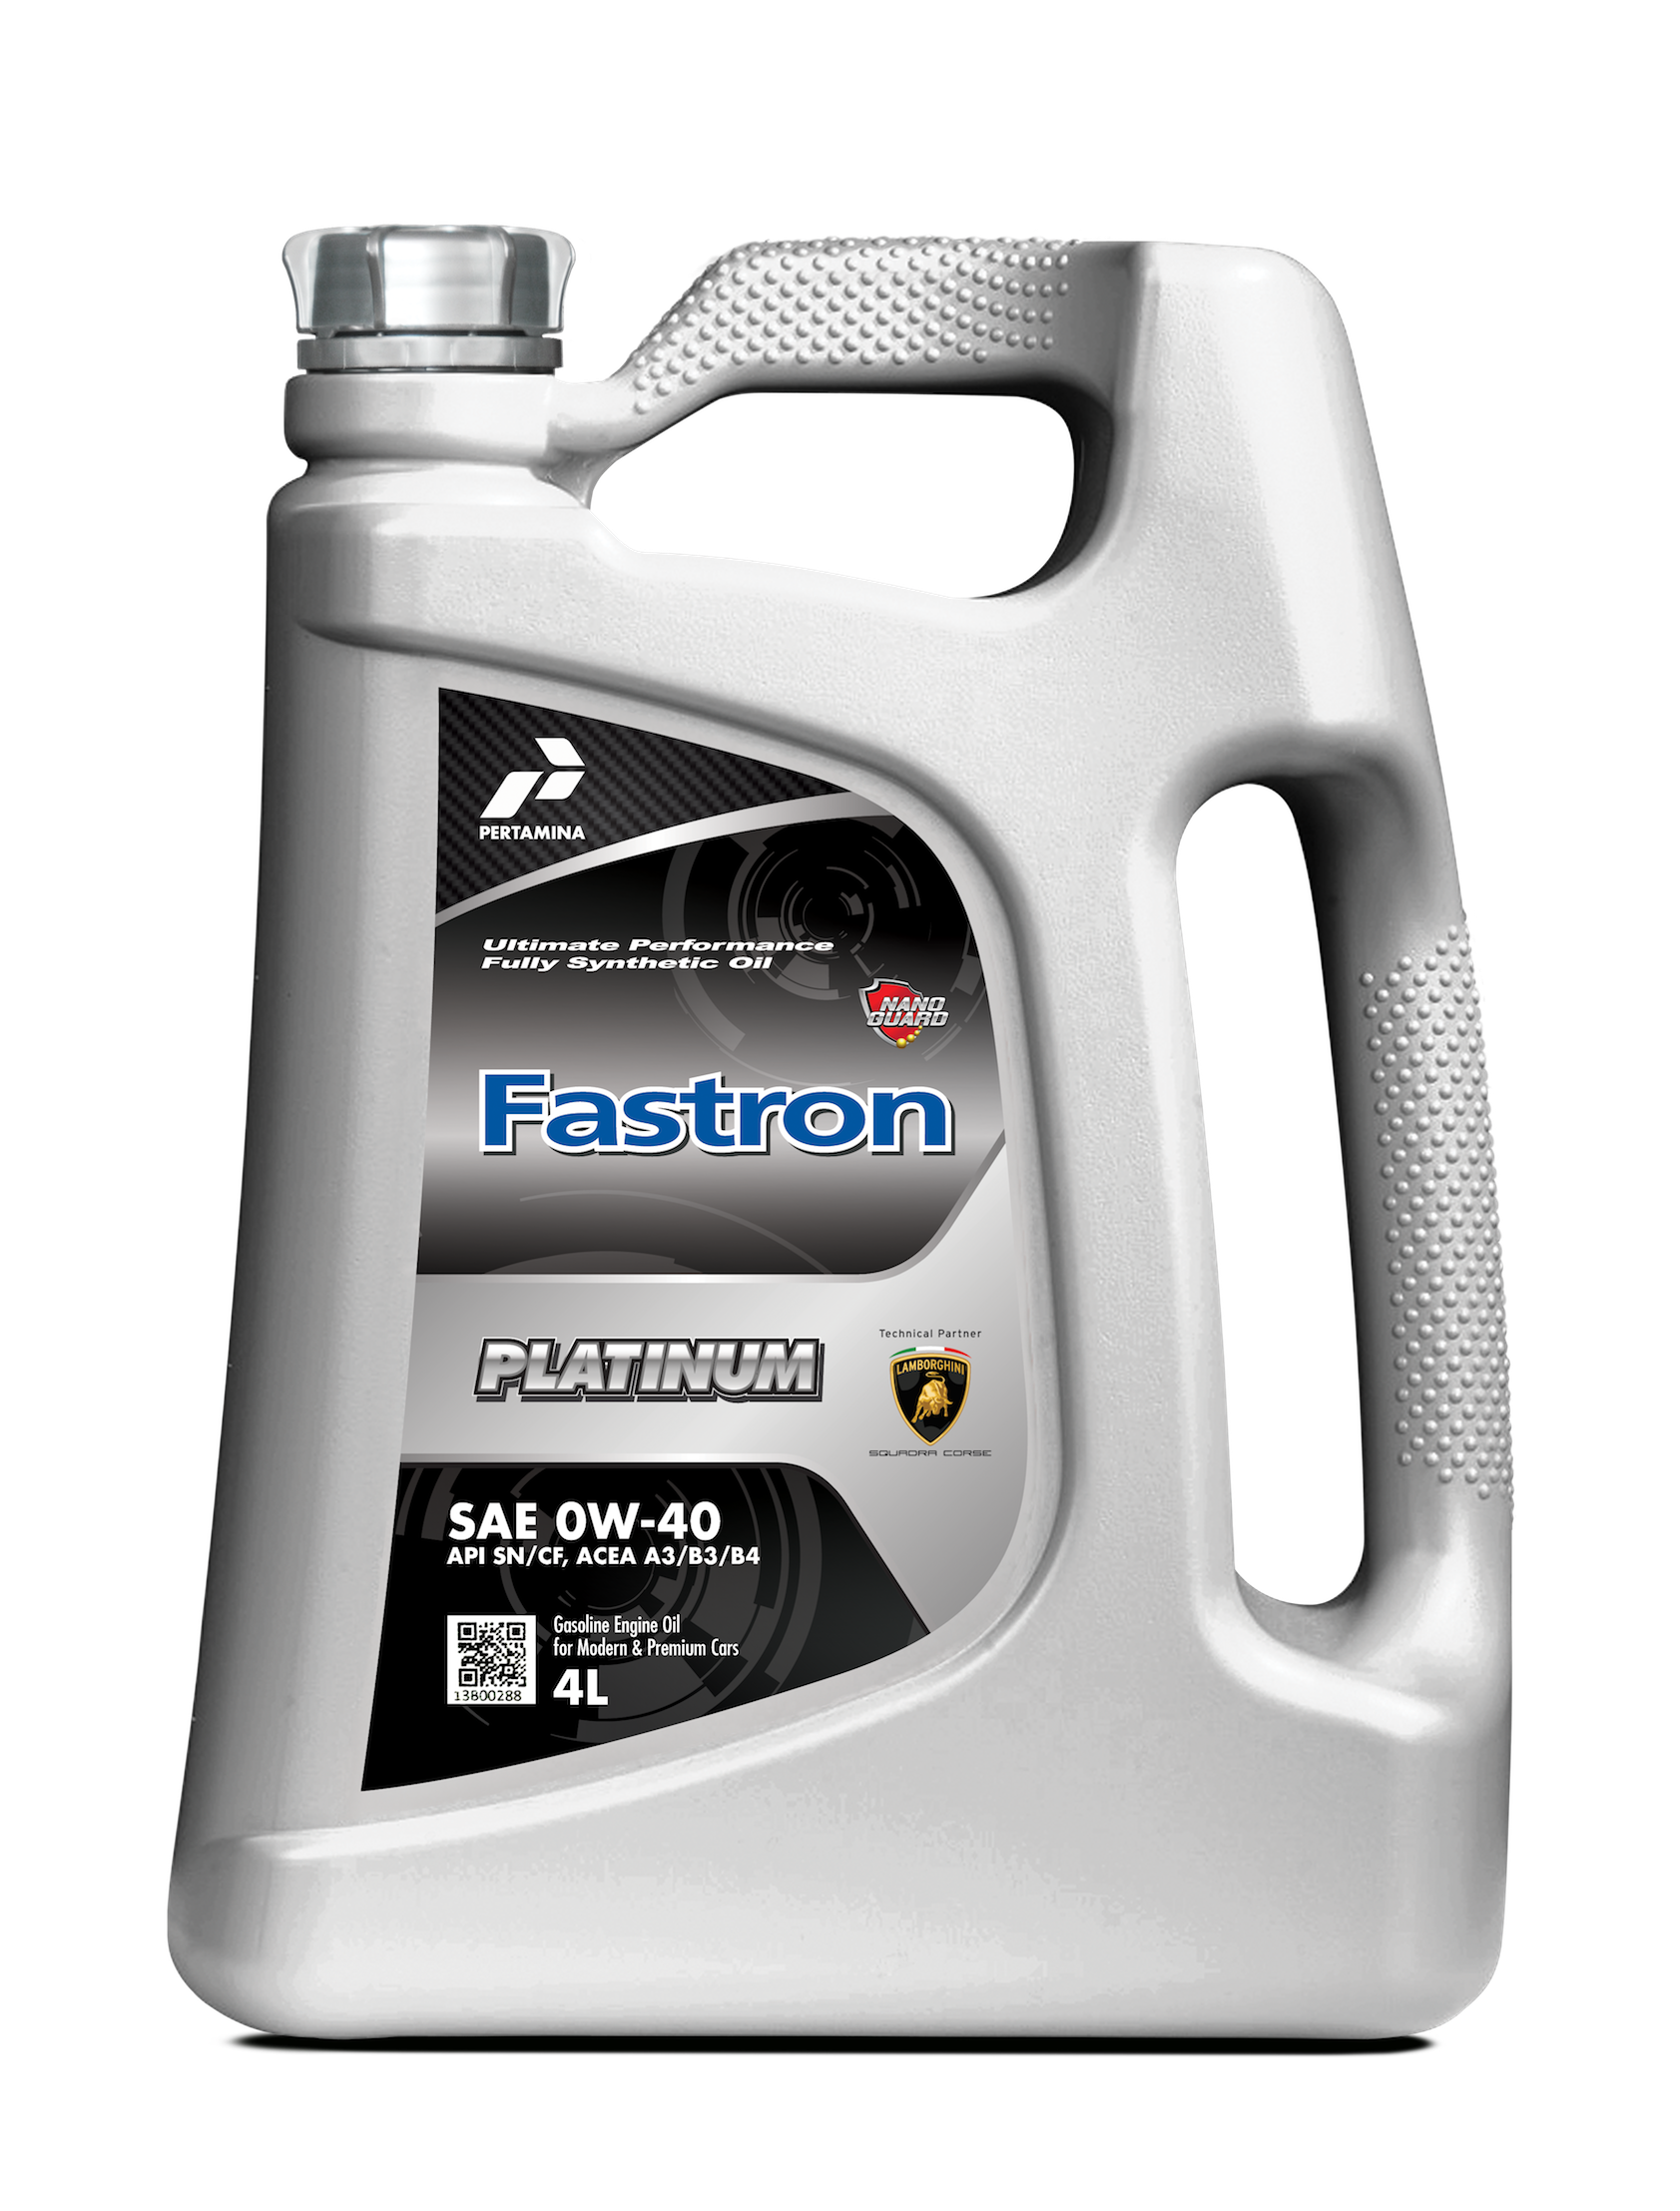 PERTAMINA
Ultimate Performance
Fully Synthetic Oil
NANO
GUARD
Fastron
PLATINUM
Technical Partner
LAMBORGHINI
SQUADRA CORSE
SAE 0W-40
API SN/CF, ACEA A3/B3/B4
Gasoline Engine Oil
for Modern & Premium Cars
4L
13B00288